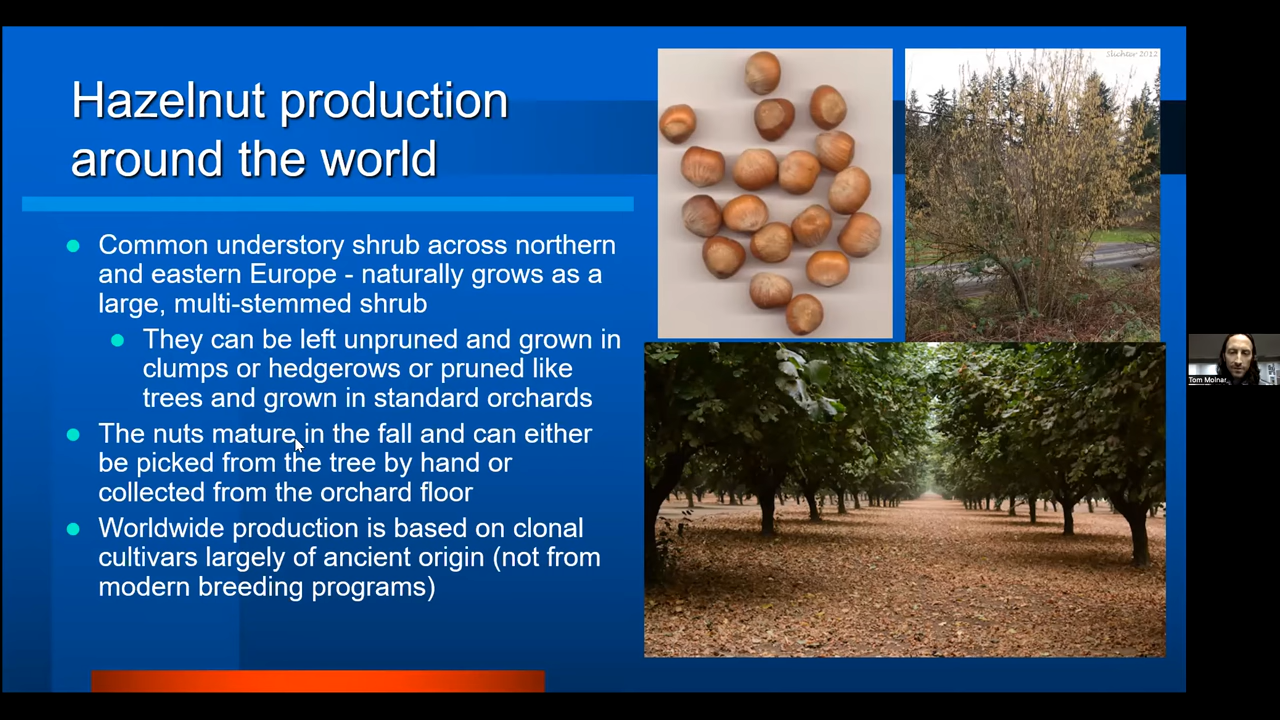 Hazelnut production
around the world
Common understory shrub across northern
and eastern Europe - naturally grows as a
large, multi-stemmed shrub
They can be left unpruned and grown in
clumps or hedgerows or pruned like
trees and grown in standard orchards
The nuts mature in the fall and can either
be picked from the tree by hand or
collected from the orchard floor
Worldwide production is based on clonal
cultivars largely of ancient origin (not from
modern breeding programs)
Slichter 2012
Tom Molnar